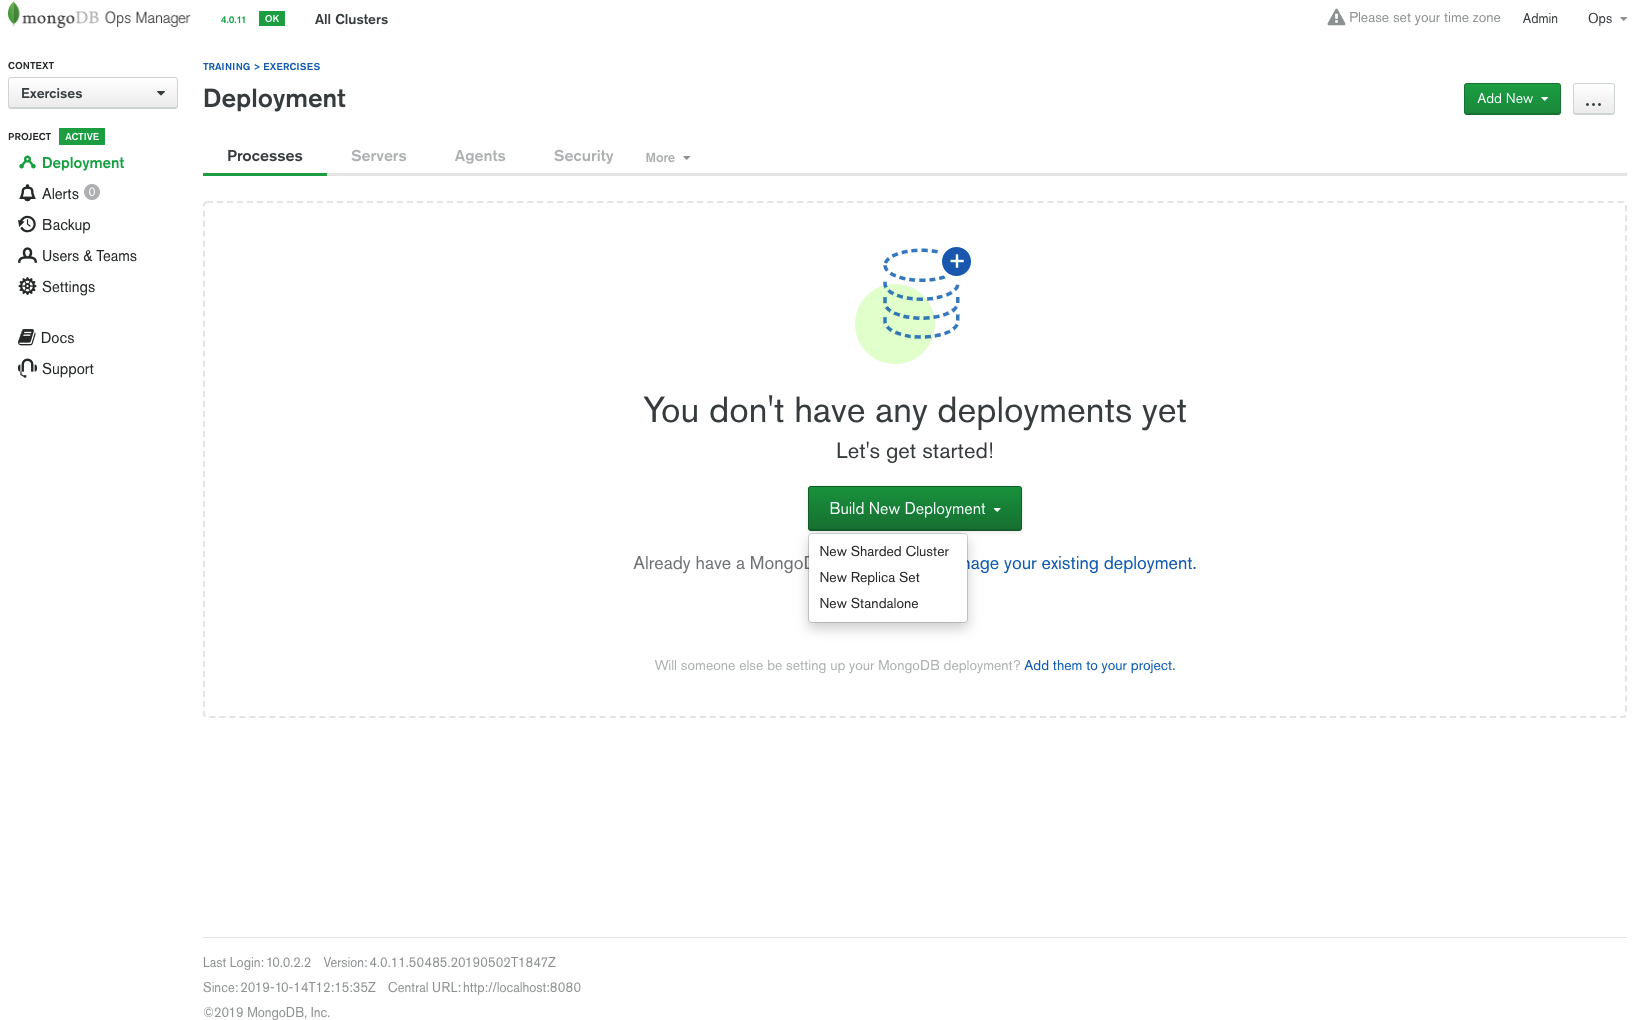 mongoDB Ops Manager 4.0.11 OK All Clusters Please set your time zone Admin Ops
CONTEXT
Exercises
PROJECT ACTIVE
Deployment
Alerts 0
Backup
Users & Teams
Settings
Docs
Support
TRAINING > EXERCISES
Deployment
Add New ...
Processes Servers Agents Security More
You don't have any deployments yet
Let's get started!
Build New Deployment
New Sharded Cluster
New Replica Set
New Standalone
Already have a Mongo nage your existing deployment.
Will someone else be setting up your MongoDB deployment? Add them to your project.
Last Login: 10.0.2.2 Version: 4.0.11.50485.20190502T1847Z
Since: 2019-10-14T12:15:35Z Central URL: http://localhost:8080
©2019 MongoDB, Inc.